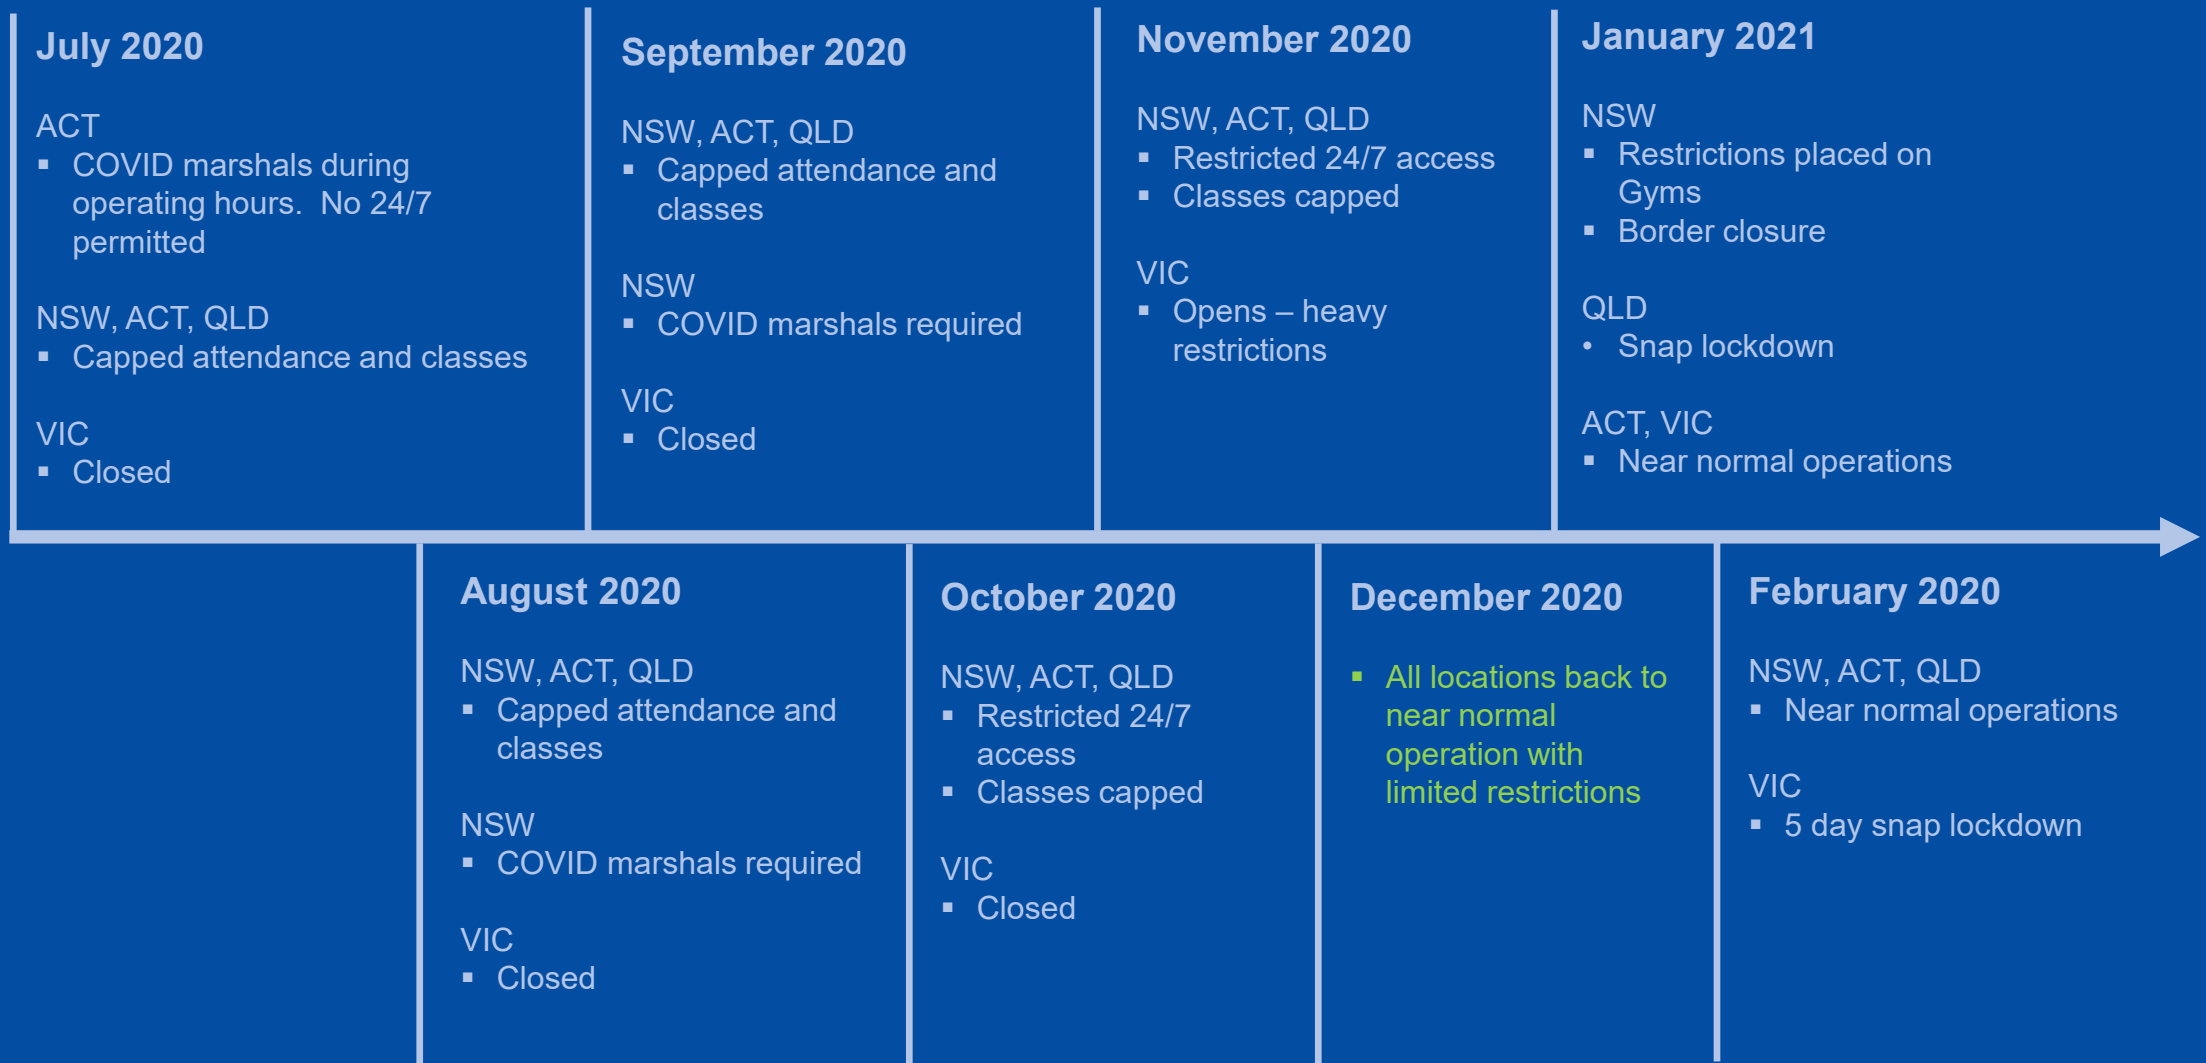 July 2020
ACT
▪ COVID marshals during
operating hours.  No 24/7
permitted
NSW, ACT, QLD
▪ Capped attendance and classes
VIC
▪ Closed
August 2020
NSW, ACT, QLD
▪ Capped attendance and
classes
NSW
▪ COVID marshals required
VIC
▪ Closed
September 2020
NSW, ACT, QLD
▪ Capped attendance and
classes
NSW
▪ COVID marshals required
VIC
▪ Closed
October 2020
NSW, ACT, QLD
▪ Restricted 24/7
access
▪ Classes capped
VIC
▪ Closed
November 2020
NSW, ACT, QLD
▪ Restricted 24/7 access
▪ Classes capped
VIC
▪ Opens – heavy
restrictions
December 2020
▪ All locations back to
near normal
operation with
limited restrictions
January 2021
NSW
▪ Restrictions placed on
Gyms
▪ Border closure
QLD
• Snap lockdown
ACT, VIC
▪ Near normal operations
February 2020
NSW, ACT, QLD
▪ Near normal operations
VIC
▪ 5 day snap lockdown